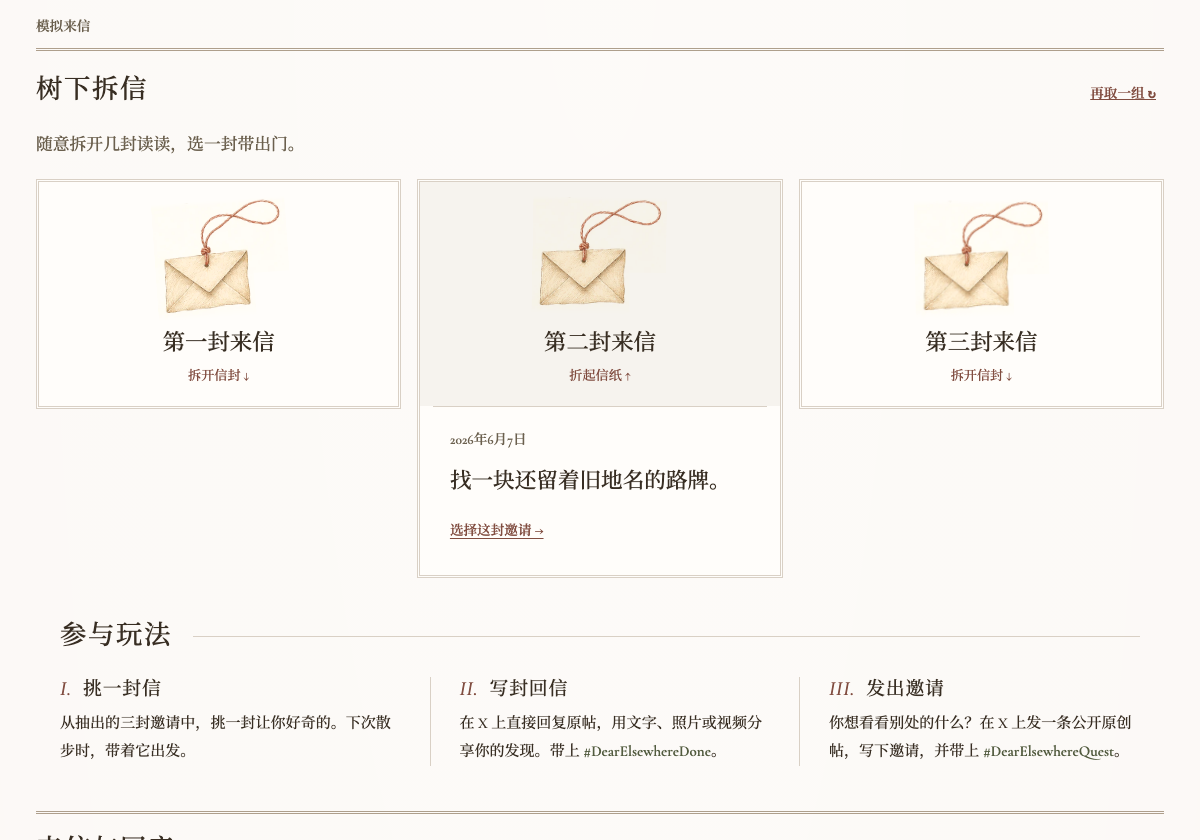 模拟来信
树下拆信
再取一组 ↻
随意拆开几封读读，选一封带出门。
第一封来信
拆开信封 ↓
第二封来信
折起信纸 ↑
2026年6月7日
找一块还留着旧地名的路牌。
选择这封邀请 →
第三封来信
拆开信封 ↓
参与玩法
I. 挑一封信
从抽出的三封邀请中，挑一封让你好奇的。下次散
步时，带着它出发。
II. 写封回信
在 X 上直接回复原帖，用文字、照片或视频分
享你的发现。带上 #DearElsewhereDone。
III. 发出邀请
你想看看别处的什么？在 X 上发一条公开原创
帖，写下邀请，并带上 #DearElsewhereQuest。